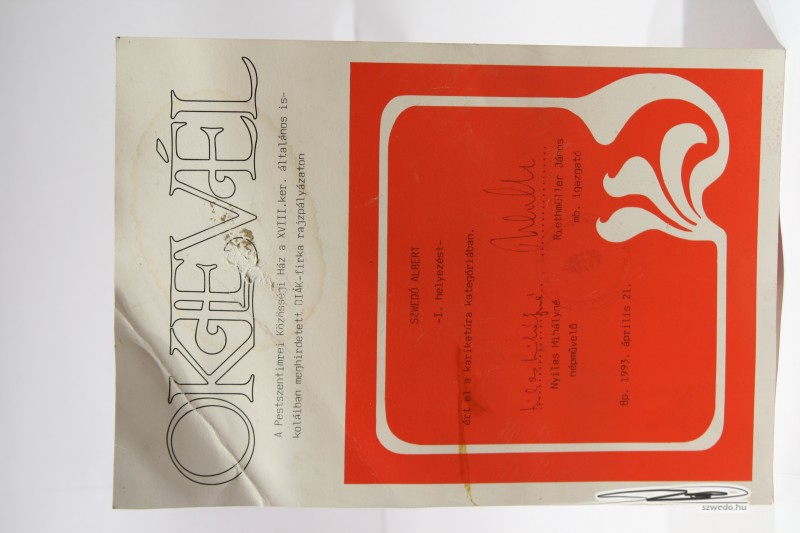 OKLEVÉL
A Pestszentimrei Közösségi Ház a XVIII.ker. általános is-
koláiban meghirdetett DIÁK-firka rajzpályázaton
SZWEDÓ ALBERT
-I. helyezést-
ért el a karikatúra kategóriában.
Nyilas Mihályné Riethmüller János
népművelő mb. igazgató
Bp. 1993. április 21.
szwedo.hu